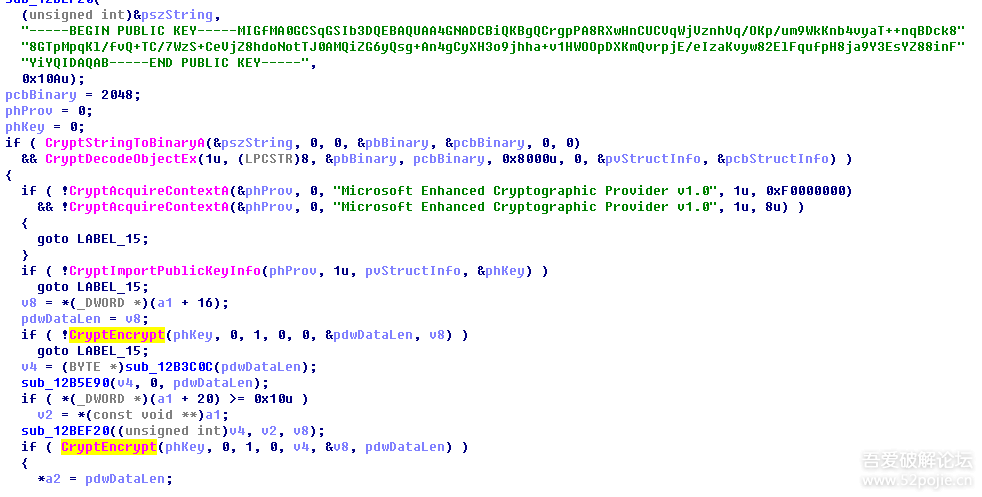 sub_12BEF20(
(unsigned int)&pszString,
"-----BEGIN PUBLIC KEY-----MIGfMA0GCSqGSIb3DQEBAQUAA4GNADCBiQKBgQCrgpPA8RXwHnCUCVqWjVznhVq/OKp/um9WkKnb4vyaT++nqBDck8"
"8GTpMpqKl/fvQ+TC/7WzS+CeVjZ8hdoNotTJ0AMQiZG6yQsg+An4gCyXH3o9jhha+v1HWOOpDXKmQvrpjE/eIzaKvyw82ElFqufpH8ja9Y3EsYZ88inF"
"YiYQIDAQAB-----END PUBLIC KEY-----",
0x10Au);
pcbBinary = 2048;
phProv = 0;
phKey = 0;
if ( CryptStringToBinaryA(&pszString, 0, 0, &pbBinary, &pcbBinary, 0, 0)
&& CryptDecodeObjectEx(1u, (LPCSTR)8, &pbBinary, pcbBinary, 0x8000u, 0, &pvStructInfo, &pcbStructInfo) )
{
if ( !CryptAcquireContextA(&phProv, 0, "Microsoft Enhanced Cryptographic Provider v1.0", 1u, 0xF0000000)
&& !CryptAcquireContextA(&phProv, 0, "Microsoft Enhanced Cryptographic Provider v1.0", 1u, 8u) )
{
goto LABEL_15;
}
if ( !CryptImportPublicKeyInfo(phProv, 1u, pvStructInfo, &phKey) )
goto LABEL_15;
v8 = *(_DWORD *)(a1 + 16);
pdwDataLen = v8;
if ( !CryptEncrypt(phKey, 0, 1, 0, 0, &pdwDataLen, v8) )
goto LABEL_15;
v4 = (BYTE *)sub_12B3C0C(pdwDataLen);
sub_12B5E90(v4, 0, pdwDataLen);
if ( *(_DWORD *)(a1 + 20) >= 0x10u )
v2 = *(const void **)a1;
sub_12BEF20((unsigned int)v4, v2, v8);
if ( CryptEncrypt(phKey, 0, 1, 0, v4, &v8, pdwDataLen) )
{
*a2 = pdwDataLen;
吾爱破解论坛
www.52pojie.cn